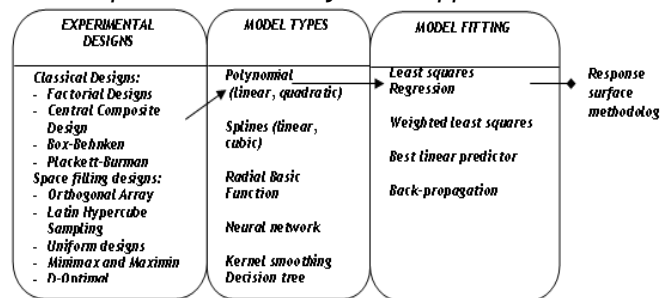 EXPERIMENTAL
DESIGNS
Classical Designs:
- Factorial Designs
- Central Composite
Design
- Box-Behnken
- Plackett-Burman
Space filling designs:
- Orthogonal Array
- Latin Hypercube
Sampling
- Uniform designs
- Minimax and Maximin
- D-Optimal
MODEL TYPES
Polynomial
(linear, quadratic)
Splines (linear,
cubic)
Radial Basic
Function
Neural network
Kernel smoothing
Decision tree
MODEL FITTING
Least squares
Regression
Weighted least squares
Best linear predictor
Back-propagation
Response
surface
methodolog